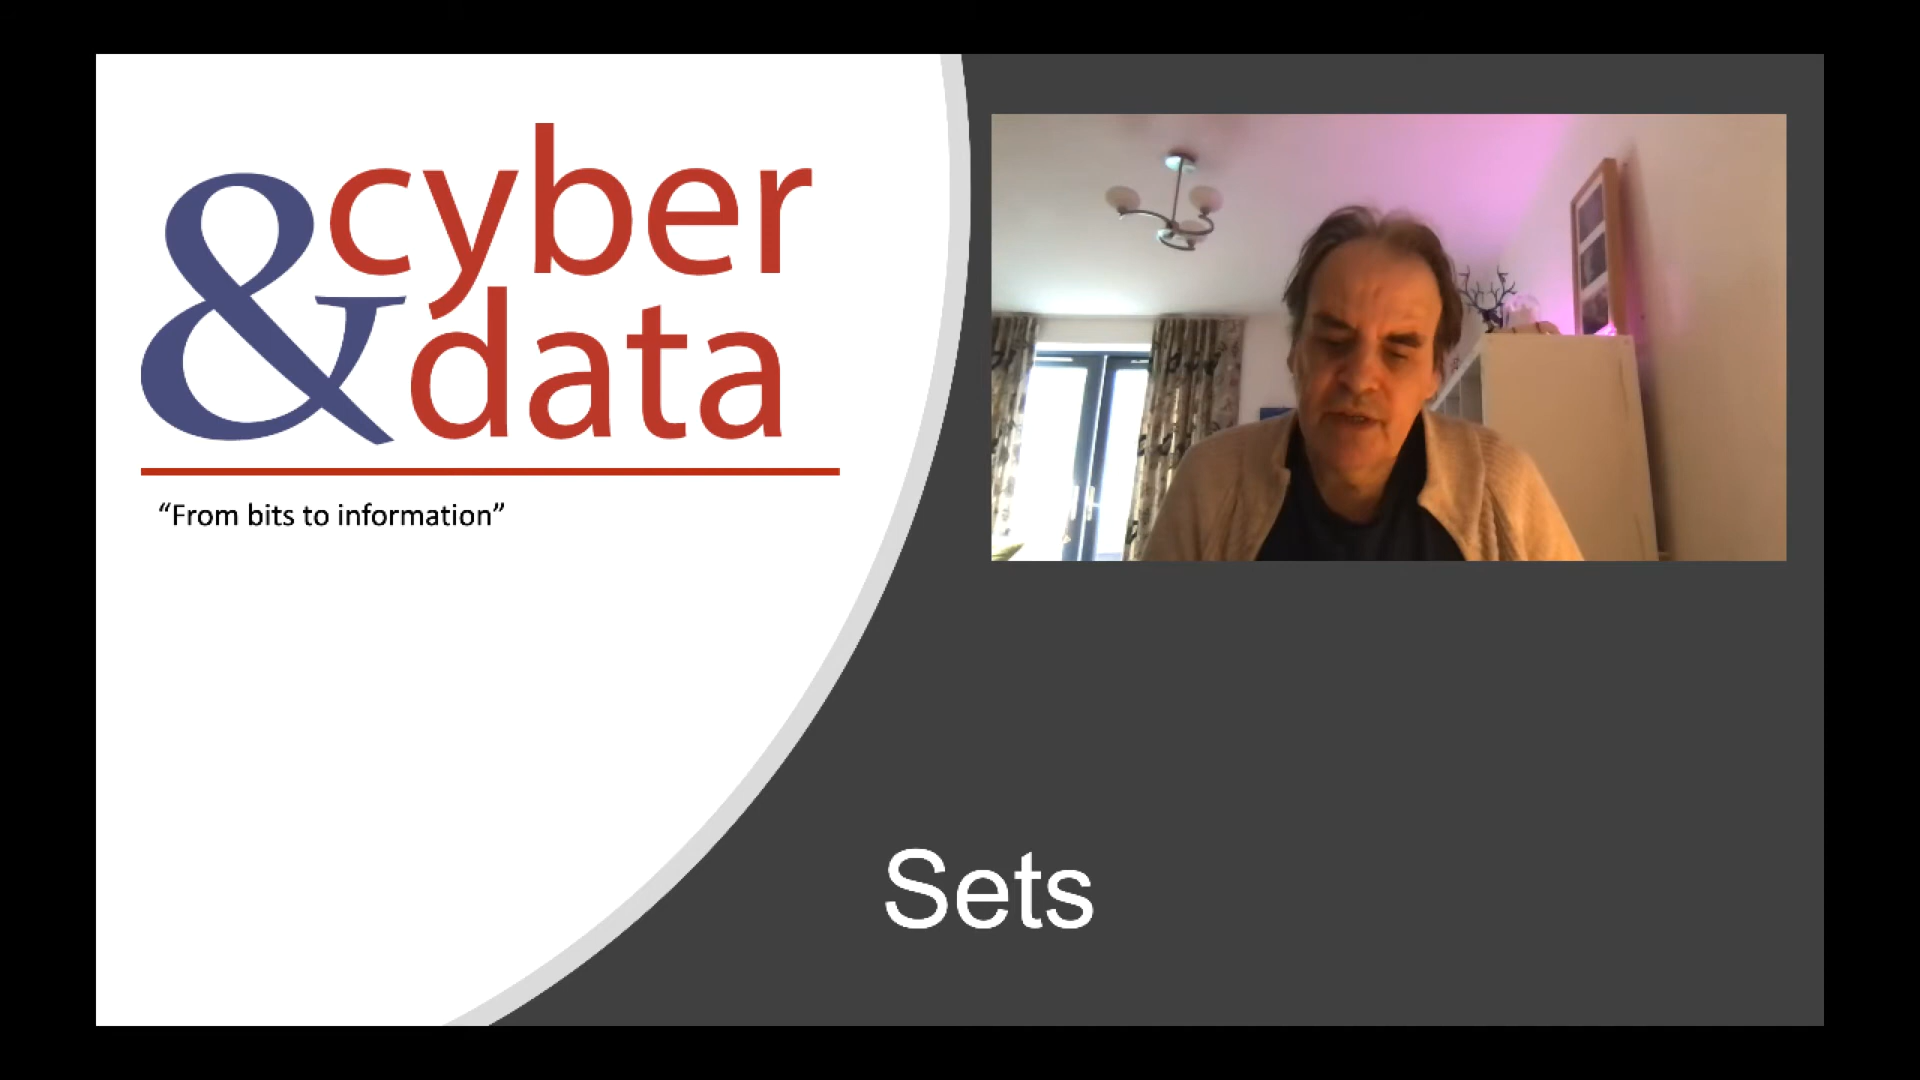 &cyber
data
“From bits to information”
Sets